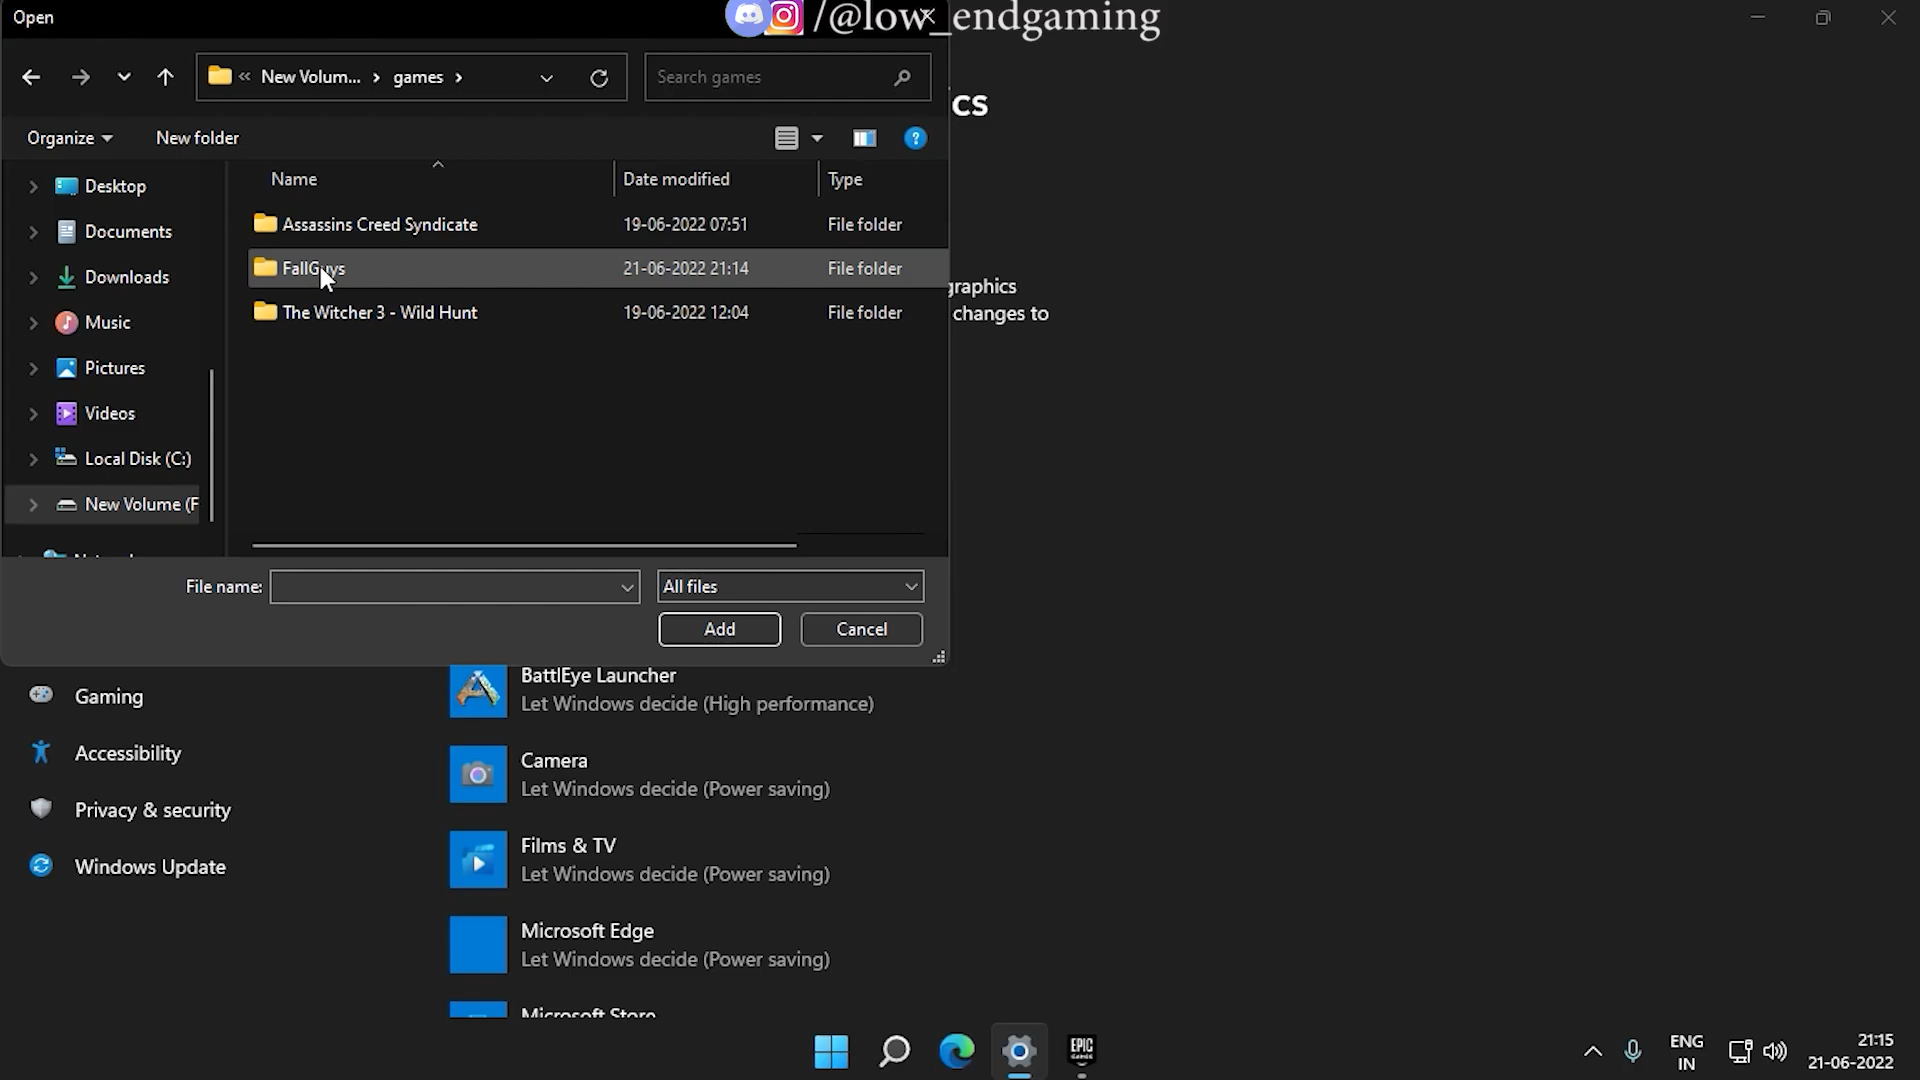 Open
/@low_endgaming
« New Volum... > games >
Search games
cs
Organize
New folder
Name
Date modified
Type
Desktop
Documents
Downloads
Music
Pictures
Videos
Local Disk (C:)
New Volume (F
Assassins Creed Syndicate 19-06-2022 07:51 File folder
FallGuys 21-06-2022 21:14 File folder
The Witcher 3 - Wild Hunt 19-06-2022 12:04 File folder
graphics
changes to
File name:
All files
Add
Cancel
Gaming
Accessibility
Privacy & security
Windows Update
BattlEye Launcher
Let Windows decide (High performance)
Camera
Let Windows decide (Power saving)
Films & TV
Let Windows decide (Power saving)
Microsoft Edge
Let Windows decide (Power saving)
Microsoft Store
EPIC
GAMES
ENG
IN
21:15
21-06-2022